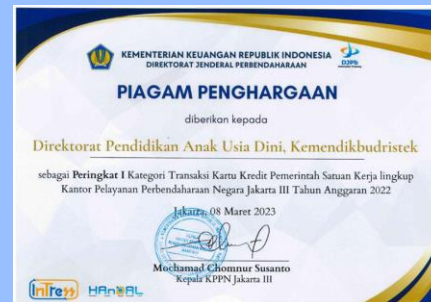 KEMENTERIAN KEUANGAN REPUBLIK INDONESIA
DIREKTORAT JENDERAL PERBENDAHARAAN
DJPb
PIAGAM PENGHARGAAN
diberikan kepada
Direktorat Pendidikan Anak Usia Dini, Kemendikbudristek
sebagai Peringkat I Kategori Transaksi Kartu Kredit Pemerintah Satuan Kerja lingkup
Kantor Pelayanan Perbendaharaan Negara Jakarta III Tahun Anggaran 2022
Jakarta, 08 Maret 2023
Mochamad Chomnur Susanto
Kepala KPPN Jakarta III
InTress HAnDAL